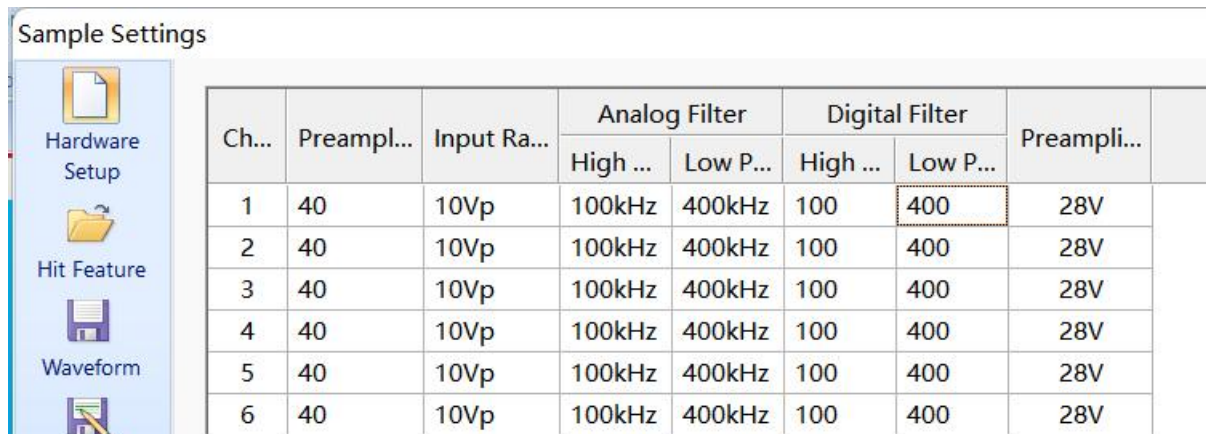 Sample Settings
Hardware
Setup
Hit Feature
Waveform
Ch... Preampl... Input Ra... Analog Filter Digital Filter Preampli...
High ... Low P... High ... Low P...
1 40 10Vp 100kHz 400kHz 100 400 28V
2 40 10Vp 100kHz 400kHz 100 400 28V
3 40 10Vp 100kHz 400kHz 100 400 28V
4 40 10Vp 100kHz 400kHz 100 400 28V
5 40 10Vp 100kHz 400kHz 100 400 28V
6 40 10Vp 100kHz 400kHz 100 400 28V